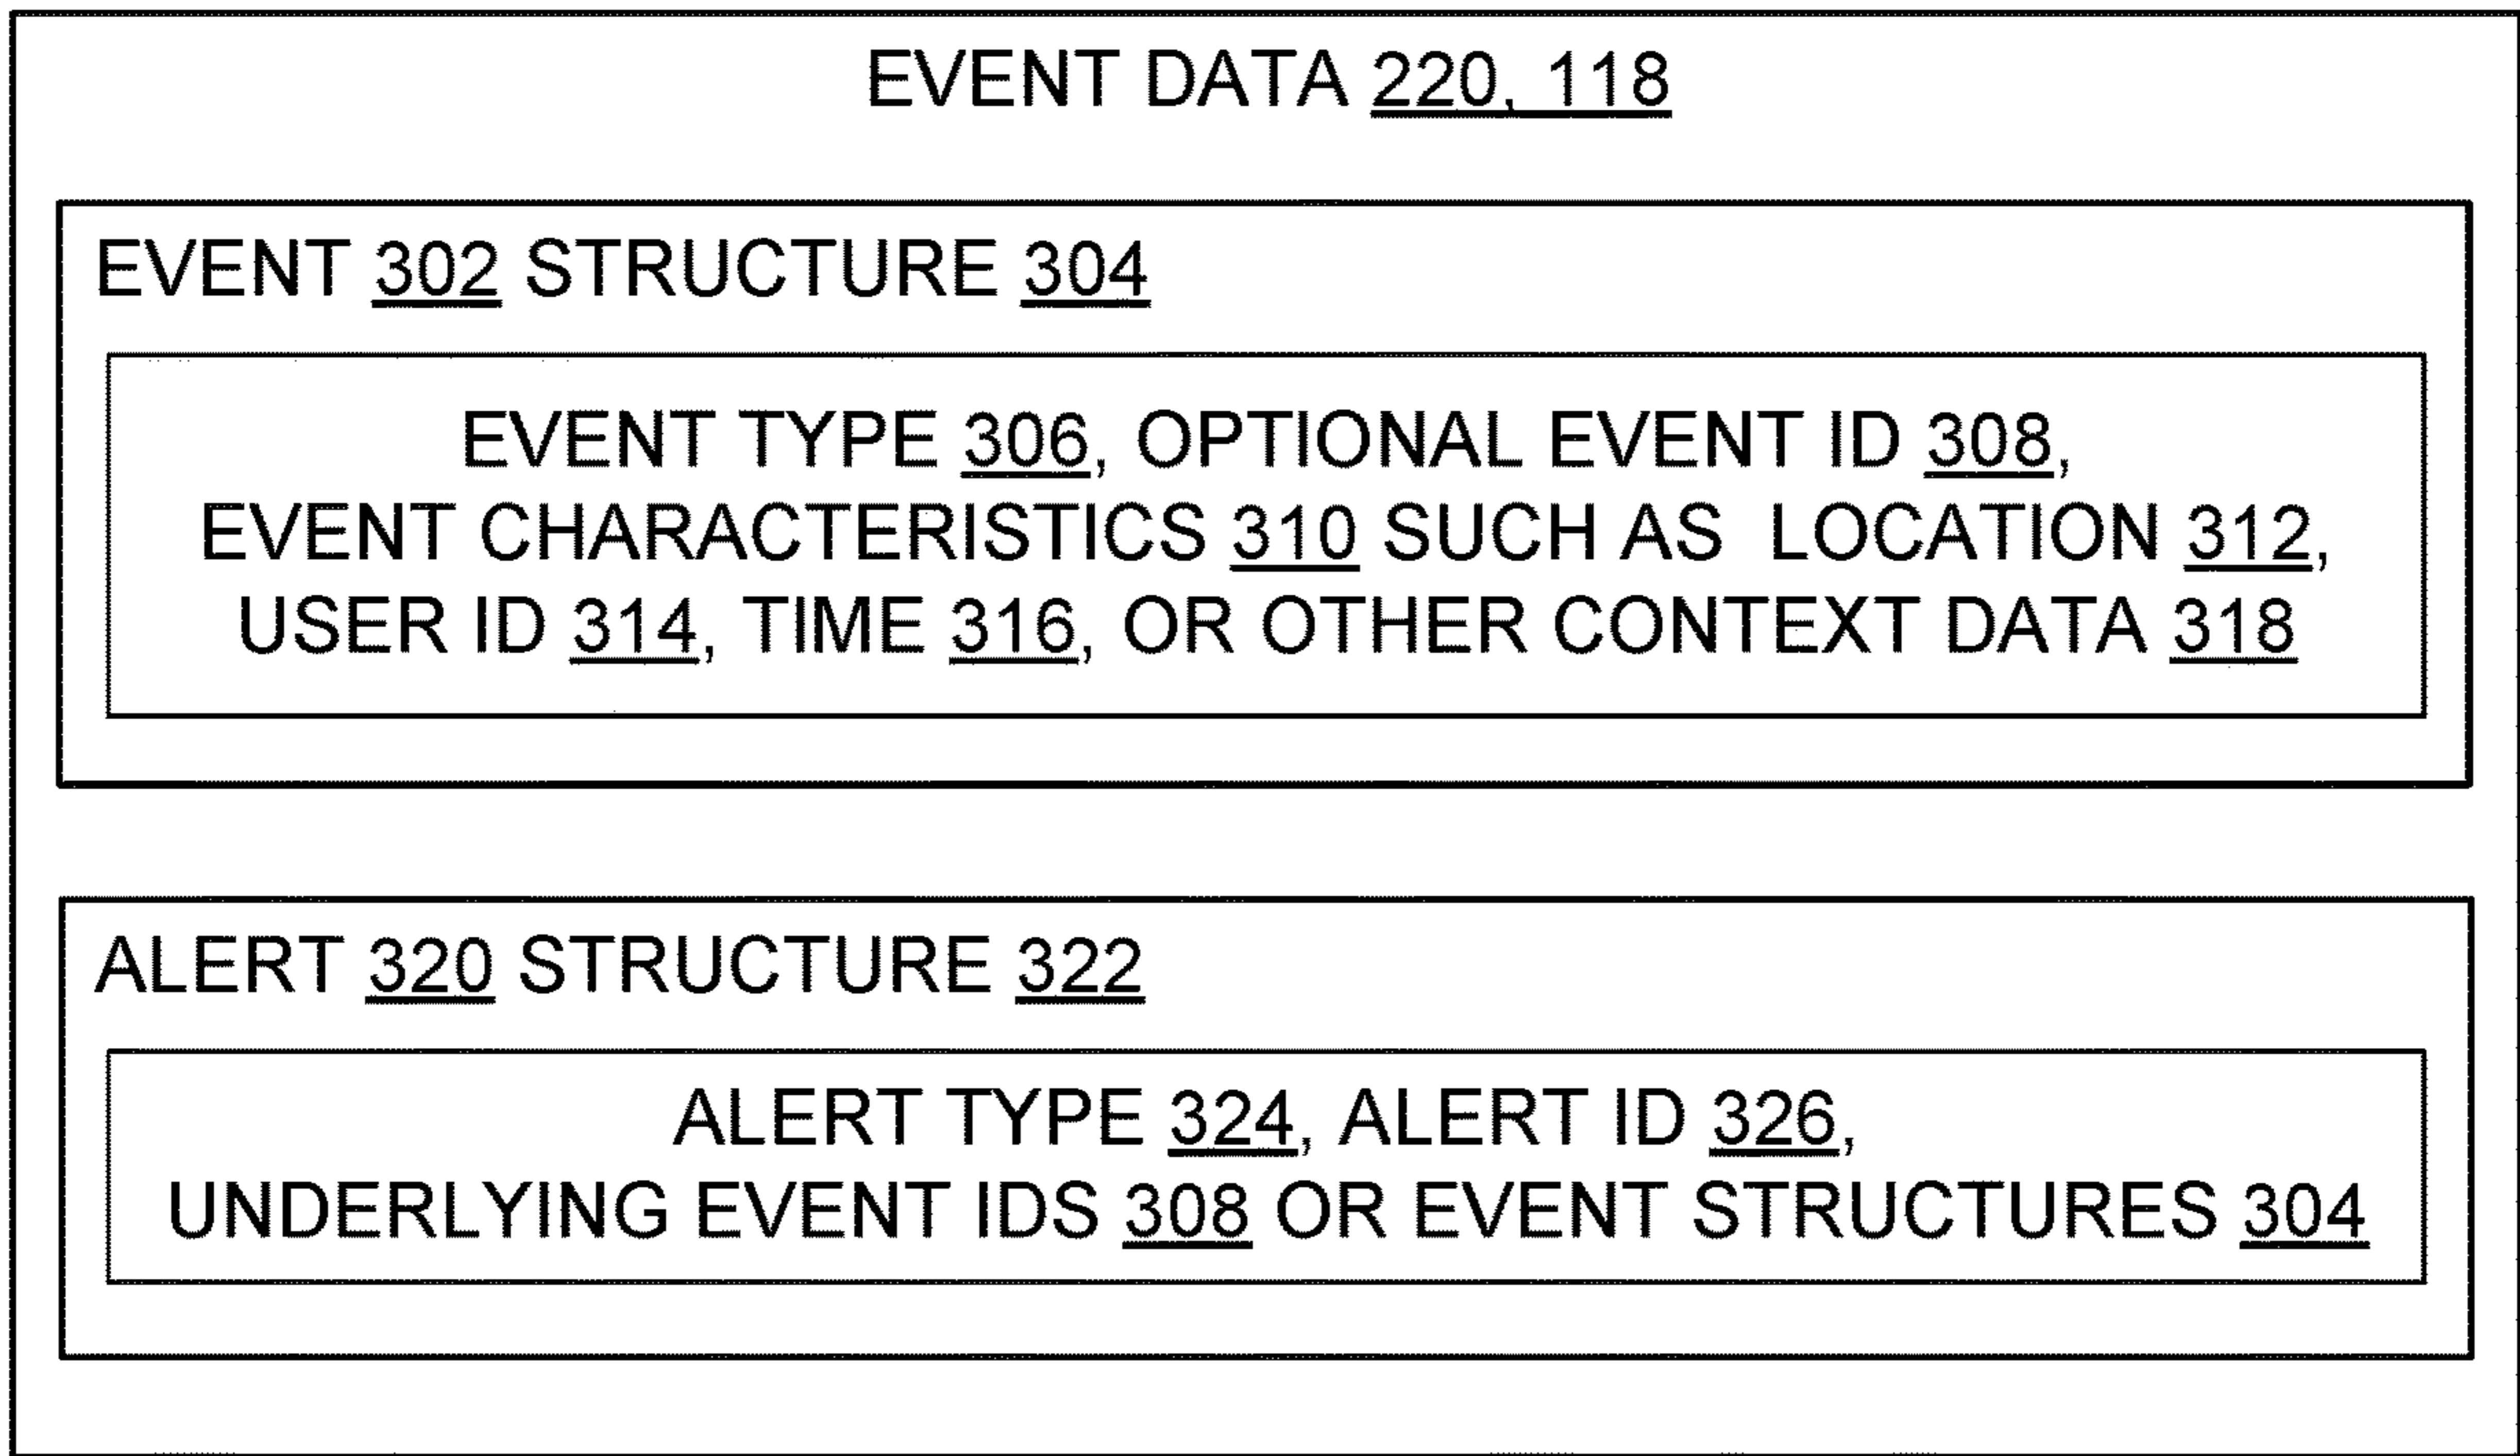 EVENT DATA 220, 118
EVENT 302 STRUCTURE 304
EVENT TYPE 306, OPTIONAL EVENT ID 308,
EVENT CHARACTERISTICS 310 SUCH AS LOCATION 312,
USER ID 314, TIME 316, OR OTHER CONTEXT DATA 318
ALERT 320 STRUCTURE 322
ALERT TYPE 324, ALERT ID 326,
UNDERLYING EVENT IDS 308 OR EVENT STRUCTURES 304